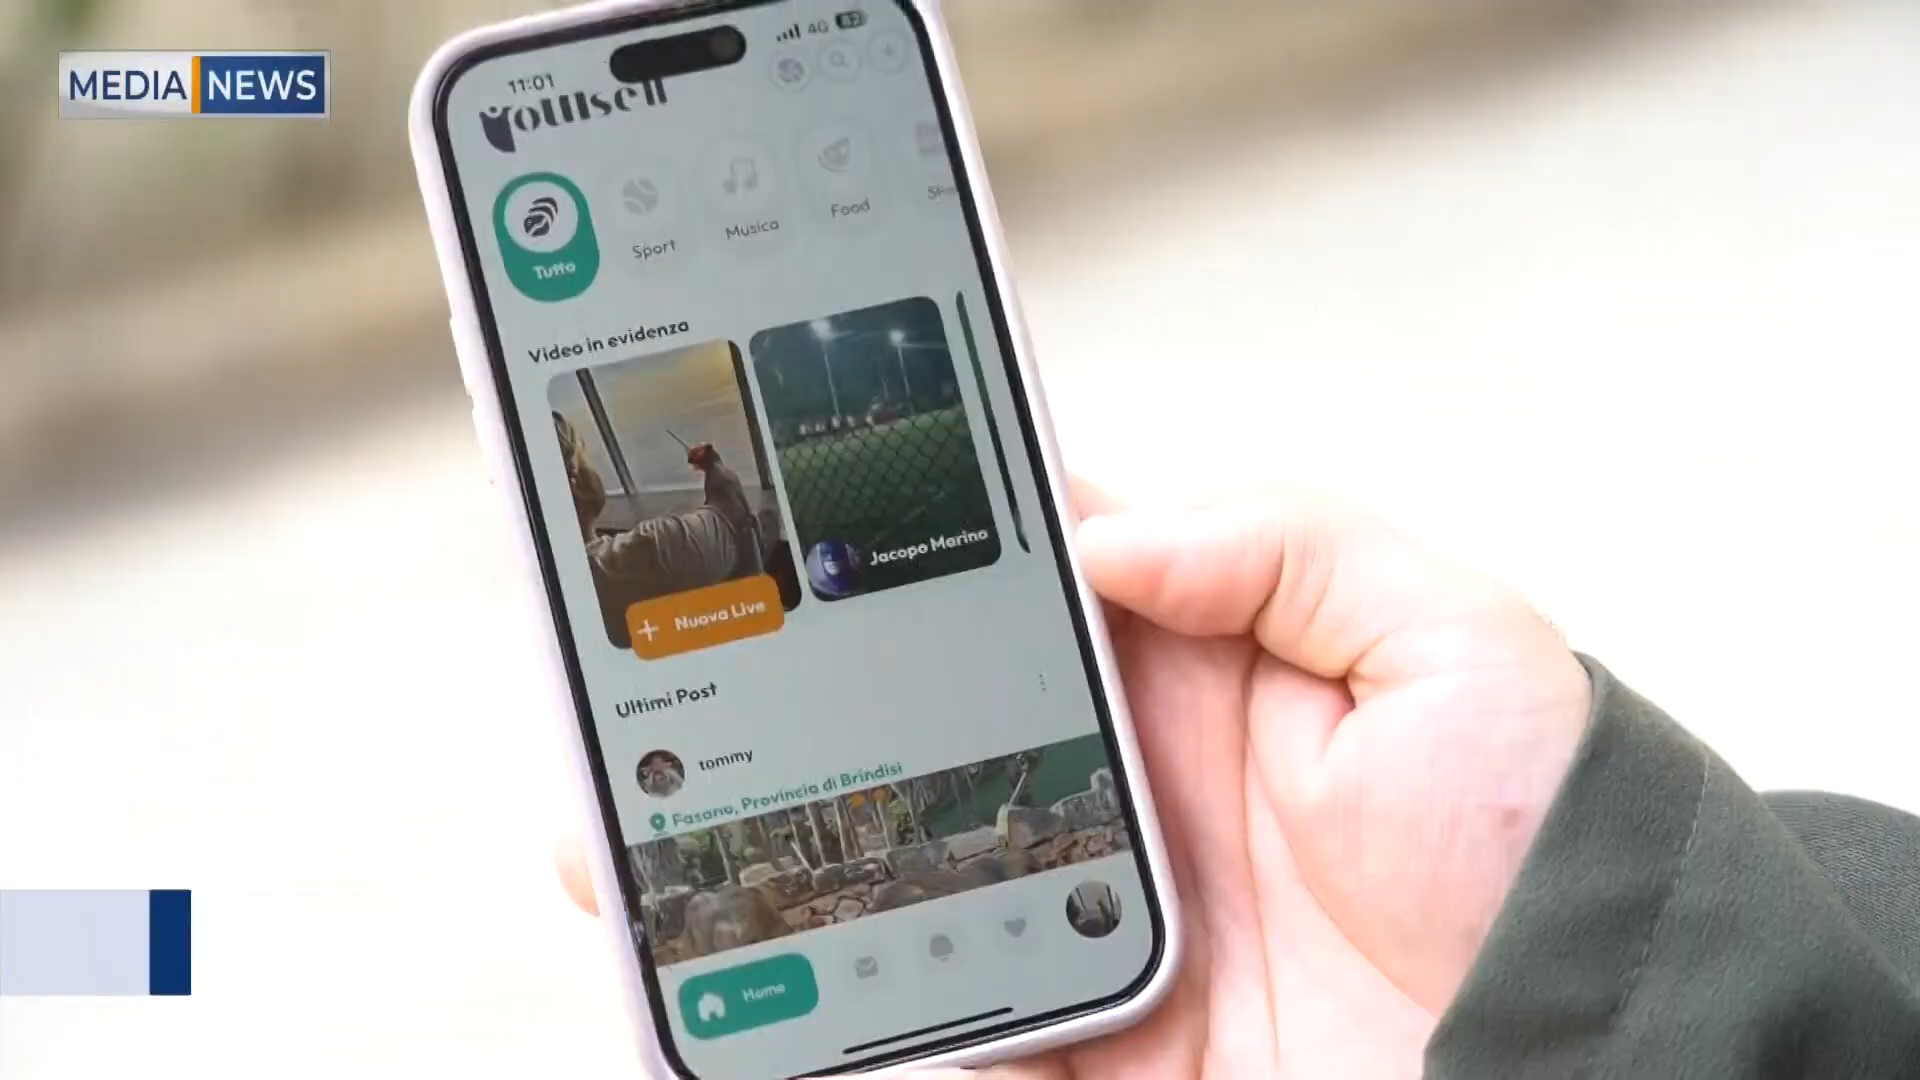 MEDIA NEWS
11:01
4G 82
Tutto
Sport
Musica
Food
Video in evidenza
Jacopo Marino
+ Nuova Live
Ultimi Post
tommy
Fasano, Provincia di Brindisi
Home